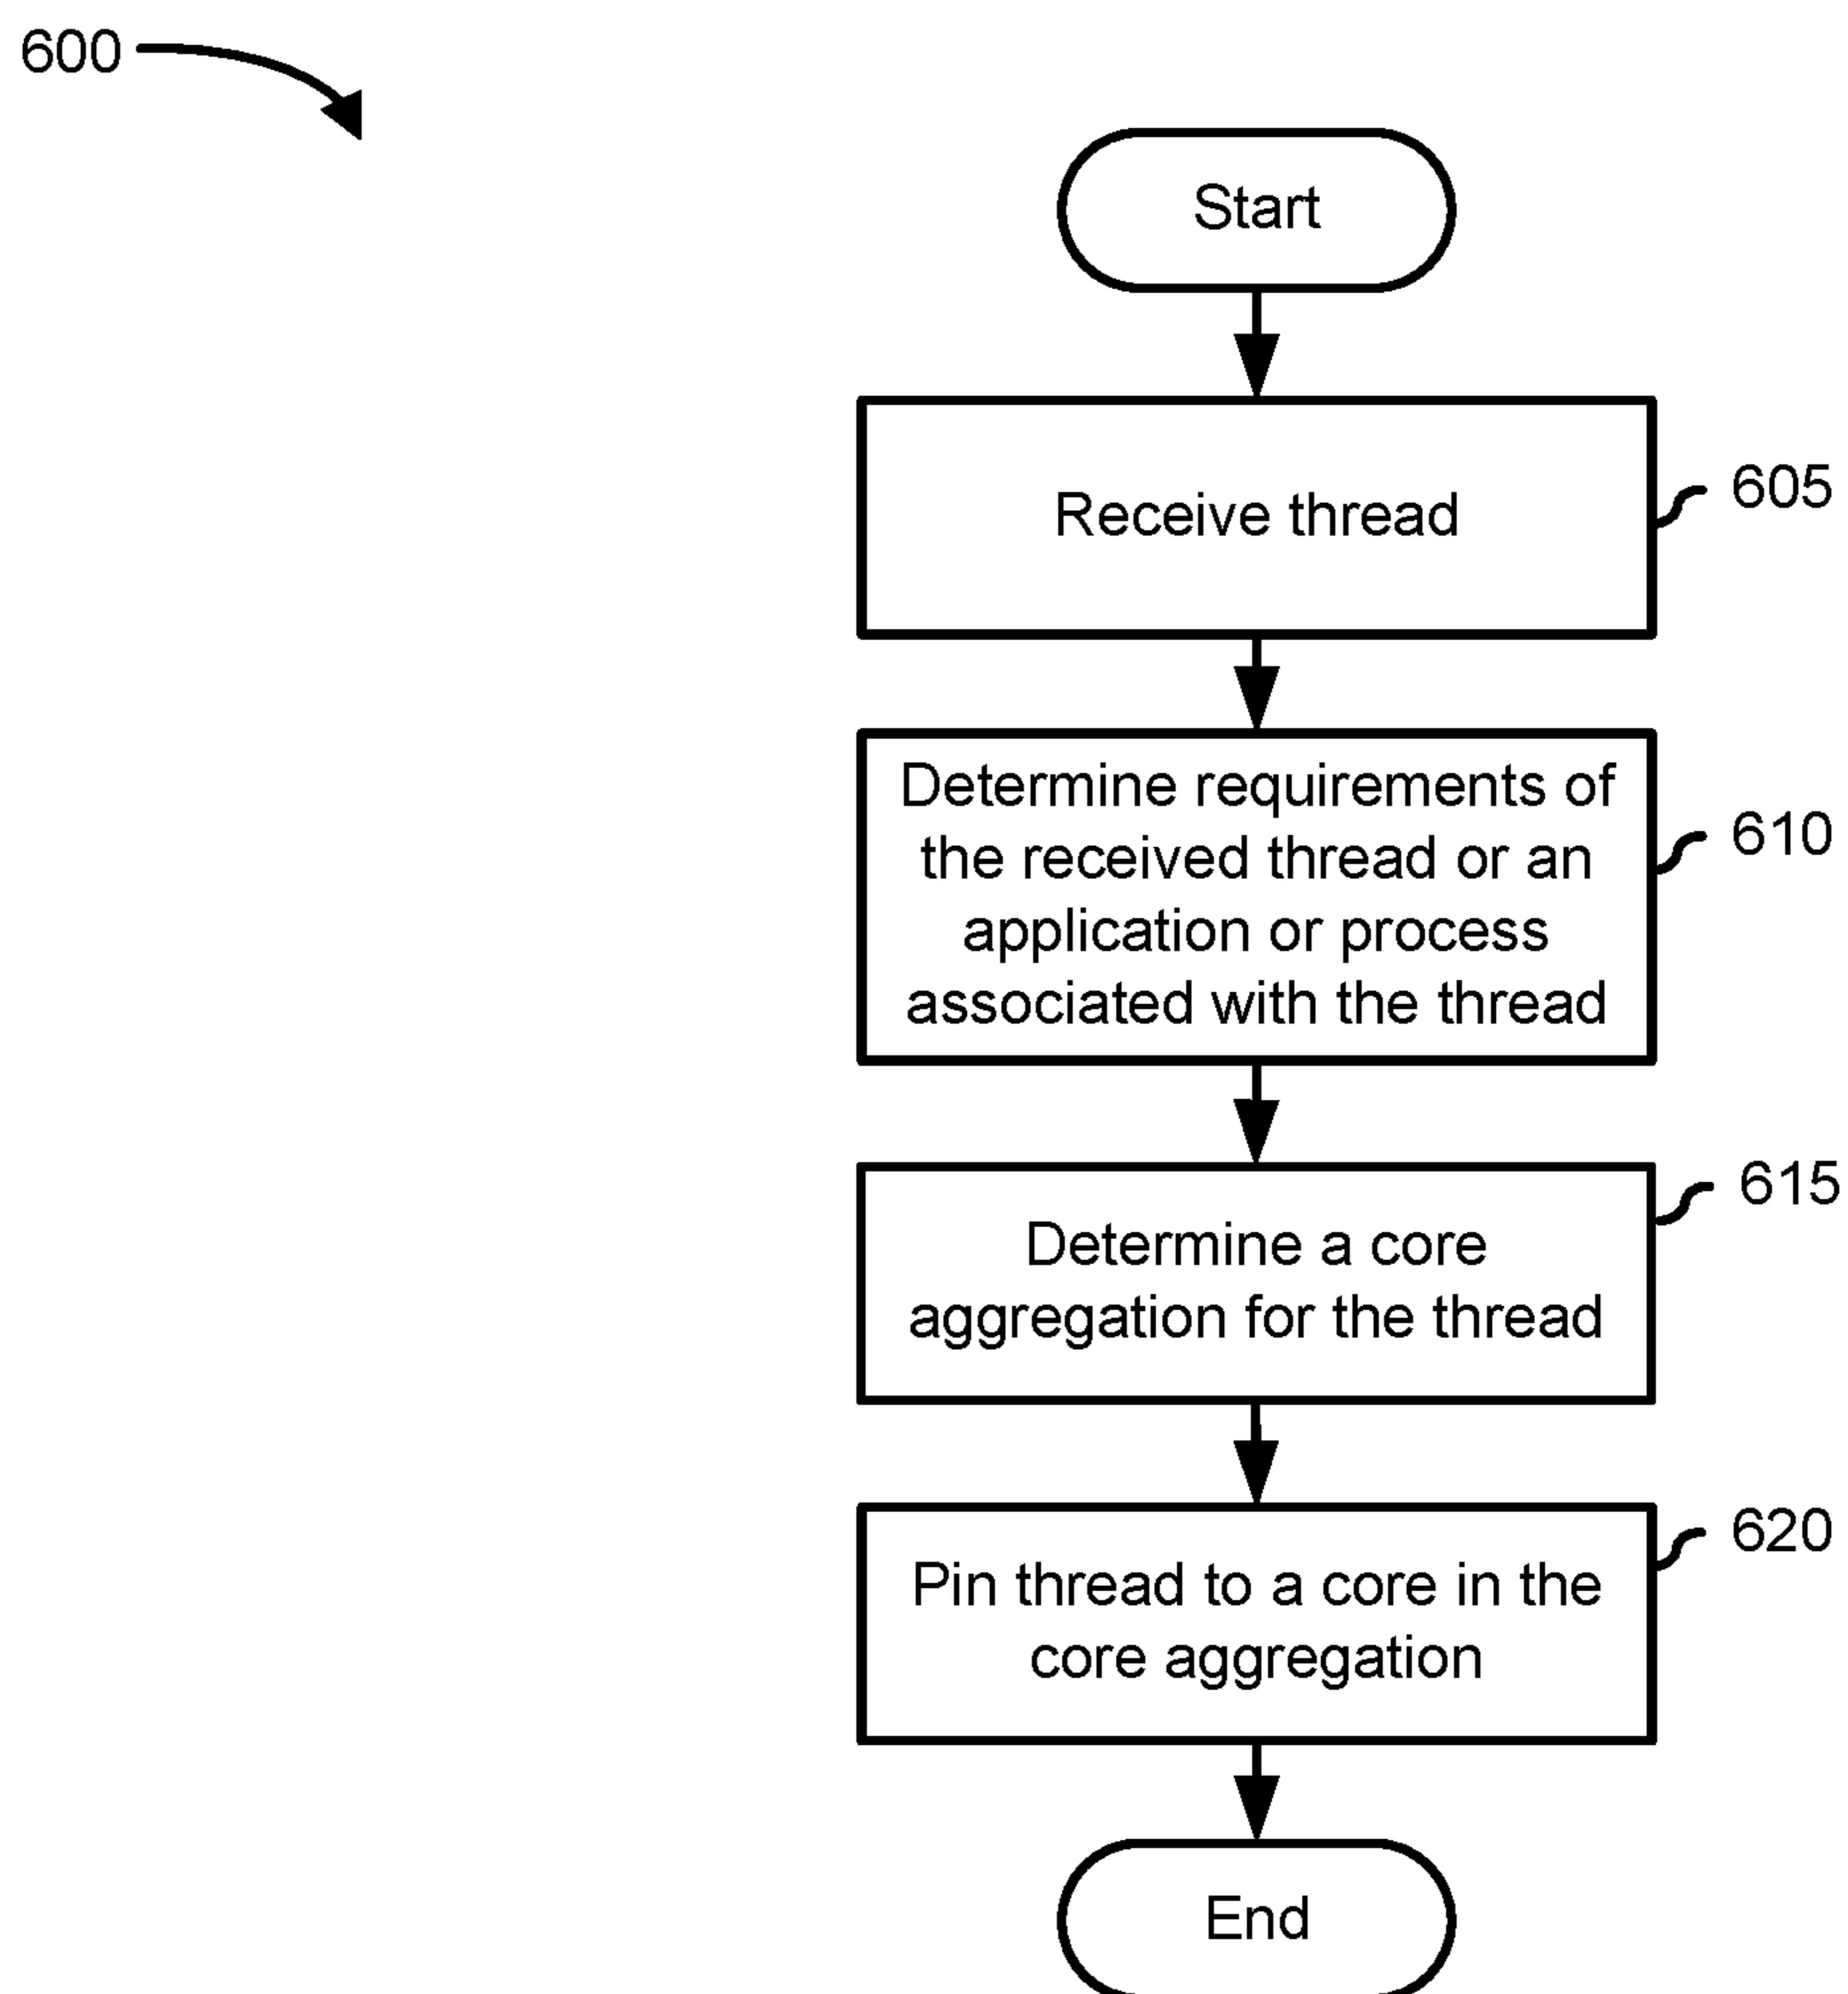 600
Start
Receive thread
605
Determine requirements of
the received thread or an
application or process
associated with the thread
610
Determine a core
aggregation for the thread
615
Pin thread to a core in the
core aggregation
620
End